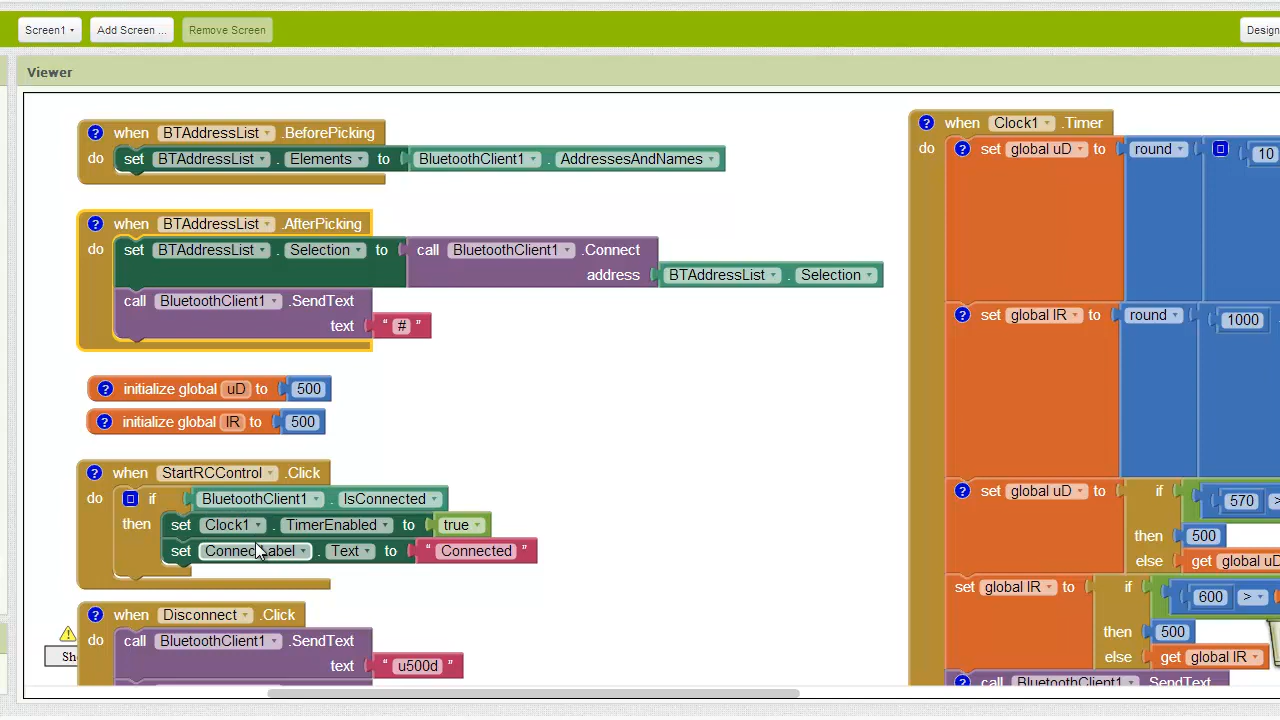 Screen1 Add Screen ... Remove Screen Design
Viewer
? when BTAddressList .BeforePicking
do set BTAddressList . Elements to BluetoothClient1 . AddressesAndNames
? when BTAddressList .AfterPicking
do set BTAddressList . Selection to call BluetoothClient1 .Connect
address BTAddressList . Selection
call BluetoothClient1 .SendText
text “ # ”
? initialize global uD to 500
? initialize global IR to 500
? when StartRCControl .Click
do if BluetoothClient1 . IsConnected
then set Clock1 . TimerEnabled to true
set . Text to “ Connected ”
? when Disconnect .Click
do call BluetoothClient1 .SendText
text “ u500d ”
? when Clock1 .Timer
do ? set global uD to round 10
? set global IR to round 1000
? set global uD to if 570 >
then 500
else get global uD
set global IR to if 600 >
then 500
else get global IR
? call BluetoothClient1 .SendText